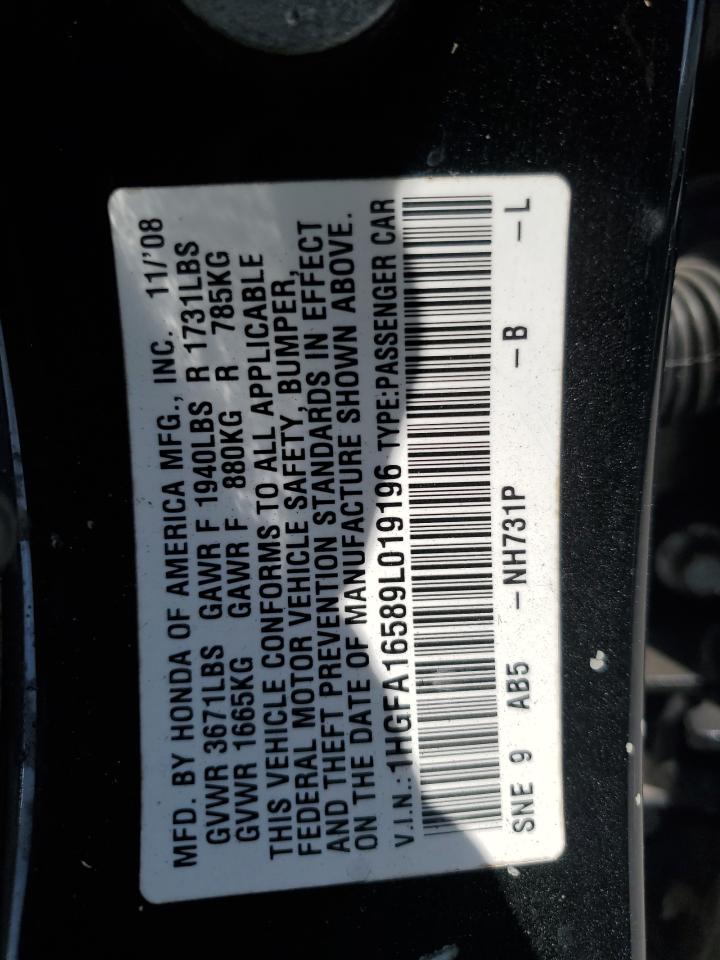 MFD. BY HONDA OF AMERICA MFG., INC. 11/'08
GVWR 3671LBS GAWR F 1940LBS R 1731LBS
GVWR 1665KG GAWR F 880KG R 785KG
THIS VEHICLE CONFORMS TO ALL APPLICABLE
FEDERAL MOTOR VEHICLE SAFETY, BUMPER,
AND THEFT PREVENTION STANDARDS IN EFFECT
ON THE DATE OF MANUFACTURE SHOWN ABOVE.
V.I.N.: 1HGFA16589L019196 TYPE:PASSENGER CAR
SNE 9 AB5 -NH731P -B -L